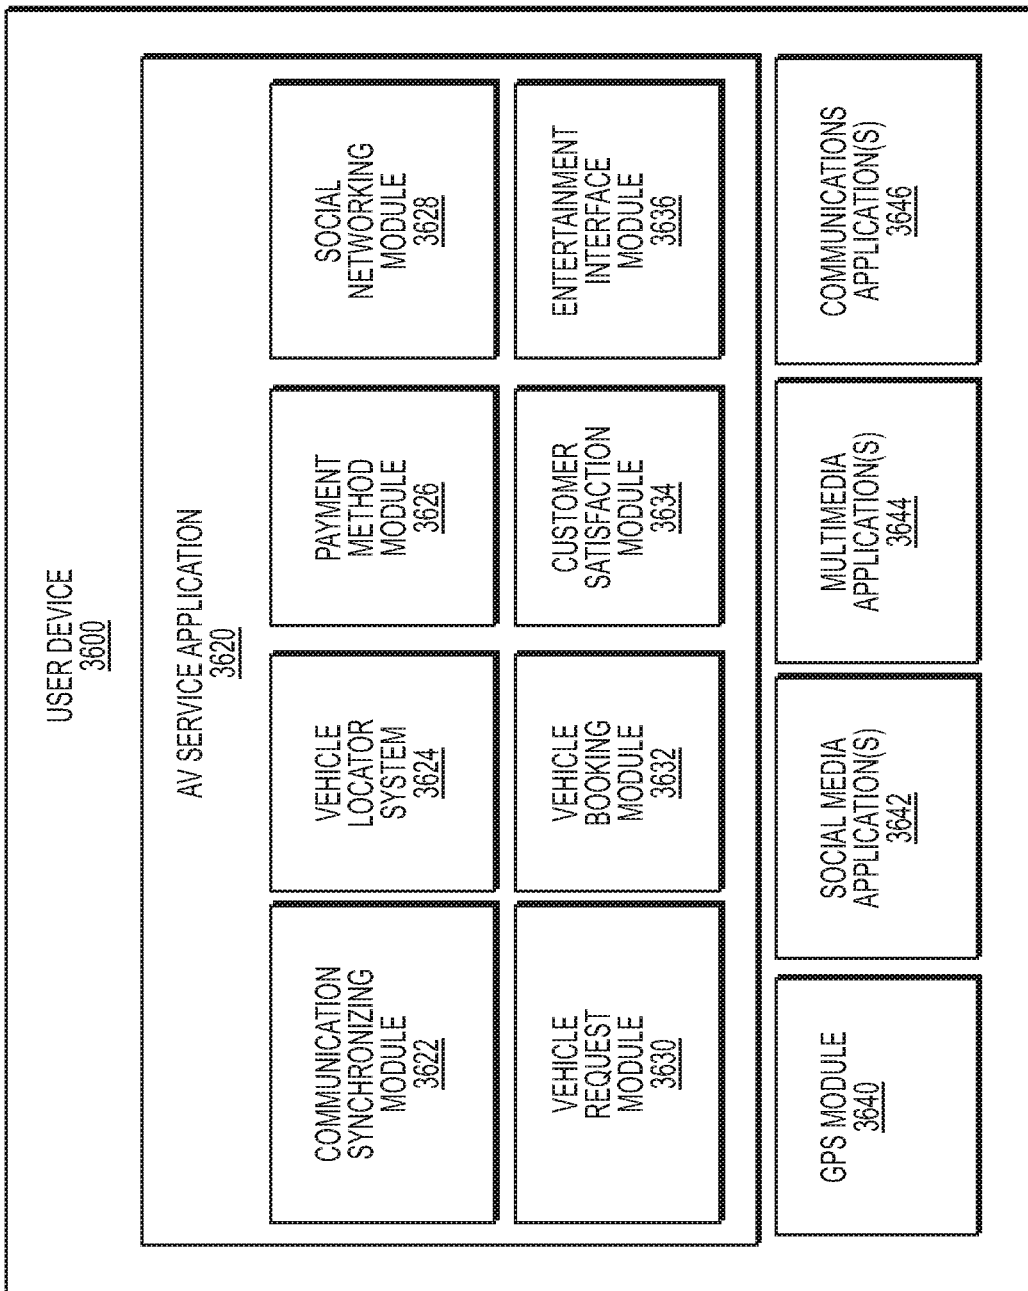 USER DEVICE
3600
AV SERVICE APPLICATION
3620
COMMUNICATION
SYNCHRONIZING
MODULE
3622
VEHICLE
LOCATOR
SYSTEM
3624
PAYMENT
METHOD
MODULE
3626
SOCIAL
NETWORKING
MODULE
3628
VEHICLE
REQUEST
MODULE
3630
VEHICLE
BOOKING
MODULE
3632
CUSTOMER
SATISFACTION
MODULE
3634
ENTERTAINMENT
INTERFACE
MODULE
3636
GPS MODULE
3640
SOCIAL MEDIA
APPLICATION(S)
3642
MULTIMEDIA
APPLICATION(S)
3644
COMMUNICATIONS
APPLICATION(S)
3646